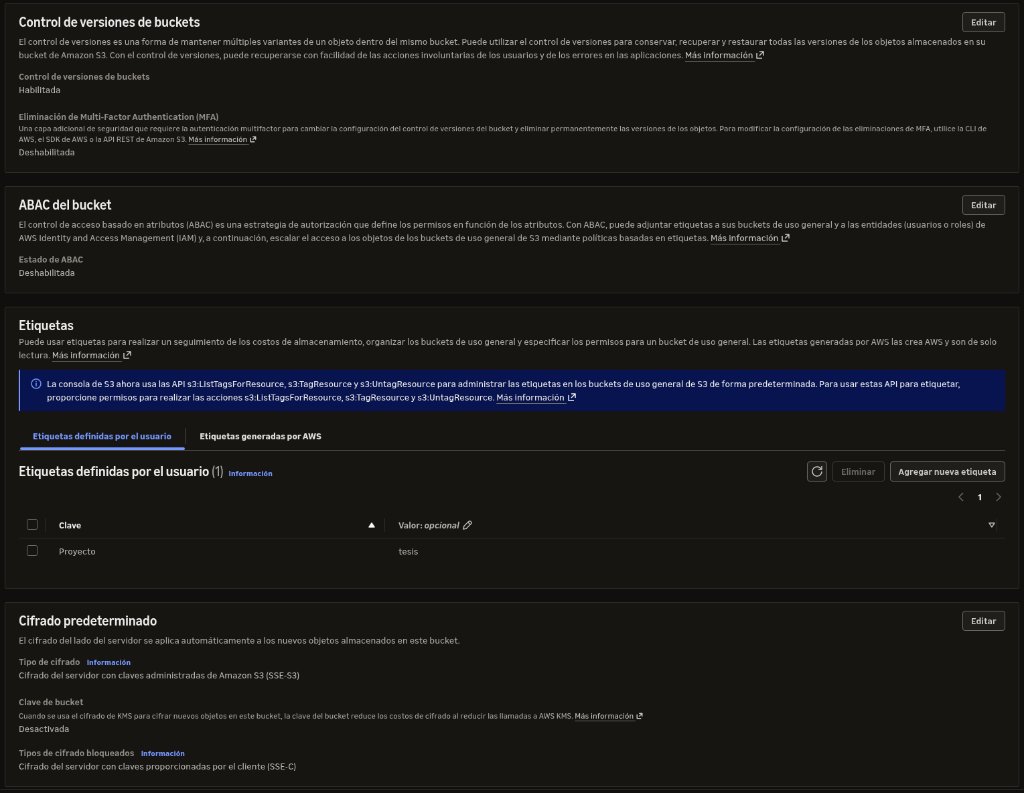 Control de versiones de buckets
Editar
El control de versiones es una forma de mantener múltiples variantes de un objeto dentro del mismo bucket. Puede utilizar el control de versiones para conservar, recuperar y restaurar todas las versiones de los objetos almacenados en su
bucket de Amazon S3. Con el control de versiones, puede recuperarse con facilidad de las acciones involuntarias de los usuarios y de los errores en las aplicaciones. Más información
Control de versiones de buckets
Habilitada
Eliminación de Multi-Factor Authentication (MFA)
Una capa adicional de seguridad que requiere la autenticación multifactor para cambiar la configuración del control de versiones del bucket y eliminar permanentemente las versiones de los objetos. Para modificar la configuración de las eliminaciones de MFA, utilice la CLI de
AWS, el SDK de AWS o la API REST de Amazon S3. Más información
Deshabilitada
ABAC del bucket
Editar
El control de acceso basado en atributos (ABAC) es una estrategia de autorización que define los permisos en función de los atributos. Con ABAC, puede adjuntar etiquetas a sus buckets de uso general y a las entidades (usuarios o roles) de
AWS Identity and Access Management (IAM) y, a continuación, escalar el acceso a los objetos de los buckets de uso general de S3 mediante políticas basadas en etiquetas. Más información
Estado de ABAC
Deshabilitada
Etiquetas
Puede usar etiquetas para realizar un seguimiento de los costos de almacenamiento, organizar los buckets de uso general y especificar los permisos para un bucket de uso general. Las etiquetas generadas por AWS las crea AWS y son de solo
lectura. Más información
La consola de S3 ahora usa las API s3:ListTagsForResource, s3:TagResource y s3:UntagResource para administrar las etiquetas en los buckets de uso general de S3 de forma predeterminada. Para usar estas API para etiquetar,
proporcione permisos para realizar las acciones s3:ListTagsForResource, s3:TagResource y s3:UntagResource. Más información
Etiquetas definidas por el usuario
Etiquetas generadas por AWS
Etiquetas definidas por el usuario (1) Información
Eliminar
Agregar nueva etiqueta
1
Clave
Valor: opcional
Proyecto
tesis
Cifrado predeterminado
Editar
El cifrado del lado del servidor se aplica automáticamente a los nuevos objetos almacenados en este bucket.
Tipo de cifrado Información
Cifrado del servidor con claves administradas de Amazon S3 (SSE-S3)
Clave de bucket
Cuando se usa el cifrado de KMS para cifrar nuevos objetos en este bucket, la clave del bucket reduce los costos de cifrado al reducir las llamadas a AWS KMS. Más información
Desactivada
Tipos de cifrado bloqueados Información
Cifrado del servidor con claves proporcionadas por el cliente (SSE-C)